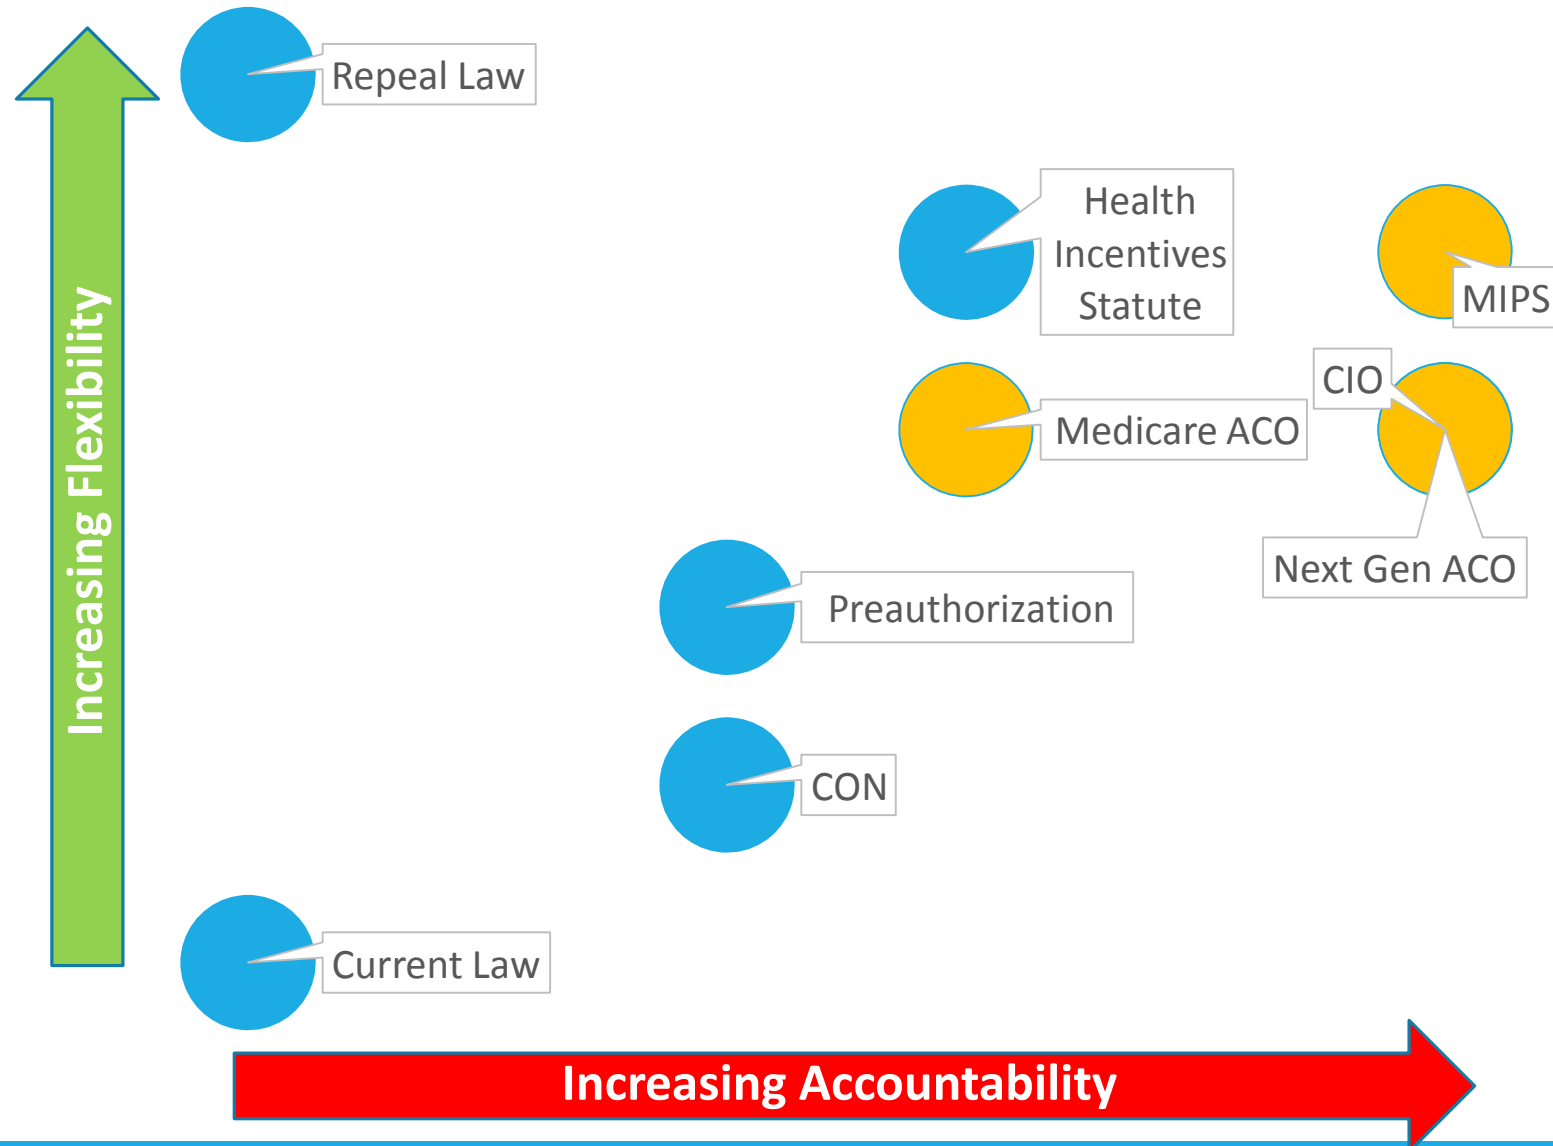 Repeal Law
Health
Incentives
Statute
MIPS
CIO
Medicare ACO
Next Gen ACO
Preauthorization
CON
Current Law
Increasing Flexibility
Increasing Accountability